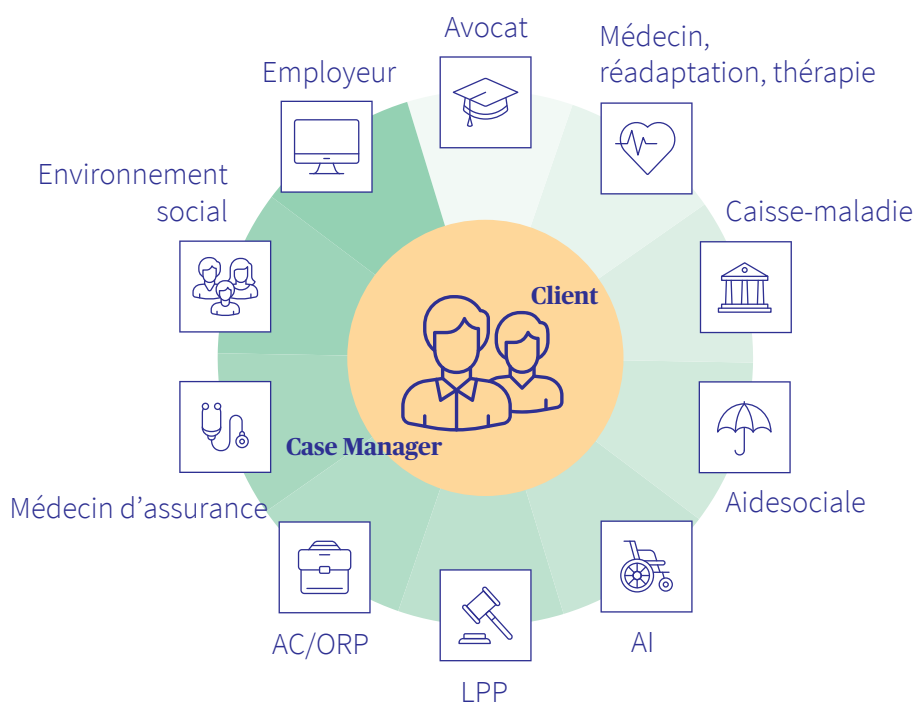 Avocat
Médecin,
réadaptation, thérapie
Employeur
Environnement
social
Caisse-maladie
Client
Case Manager
Médecin d’assurance
Aidesociale
AC/ORP
AI
LPP